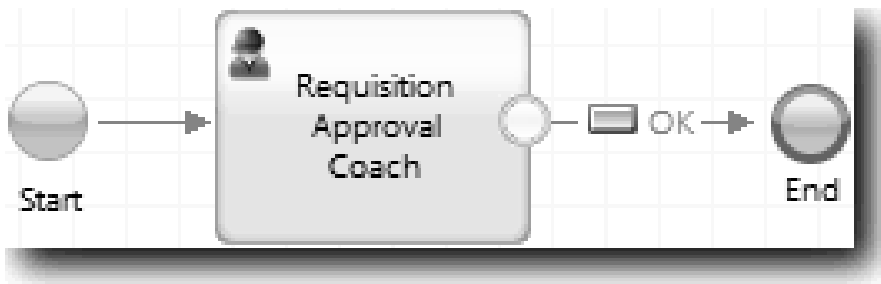 Start
Requisition
Approval
Coach
OK
End